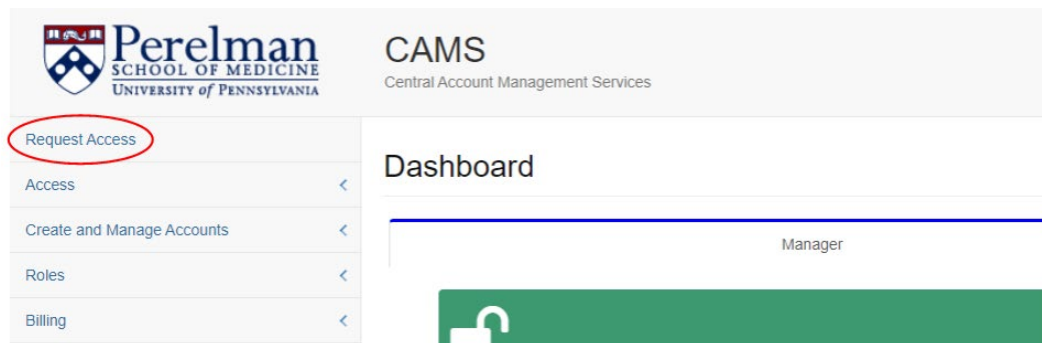 Perelman
SCHOOL OF MEDICINE
UNIVERSITY of PENNSYLVANIA
CAMS
Central Account Management Services
Request Access
Access
Create and Manage Accounts
Roles
Billing
Dashboard
Manager